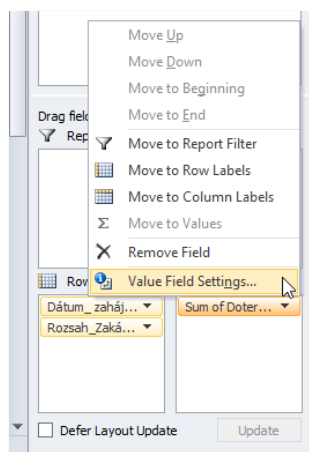 Move Up
Move Down
Move to Beginning
Move to End
Drag fiel
Rep
Move to Report Filter
Move to Row Labels
Move to Column Labels
Σ Move to Values
Remove Field
Value Field Settings...
Row
Dátum_ zaháj...
Sum of Doter...
Rozsah_Zaká...
Defer Layout Update
Update